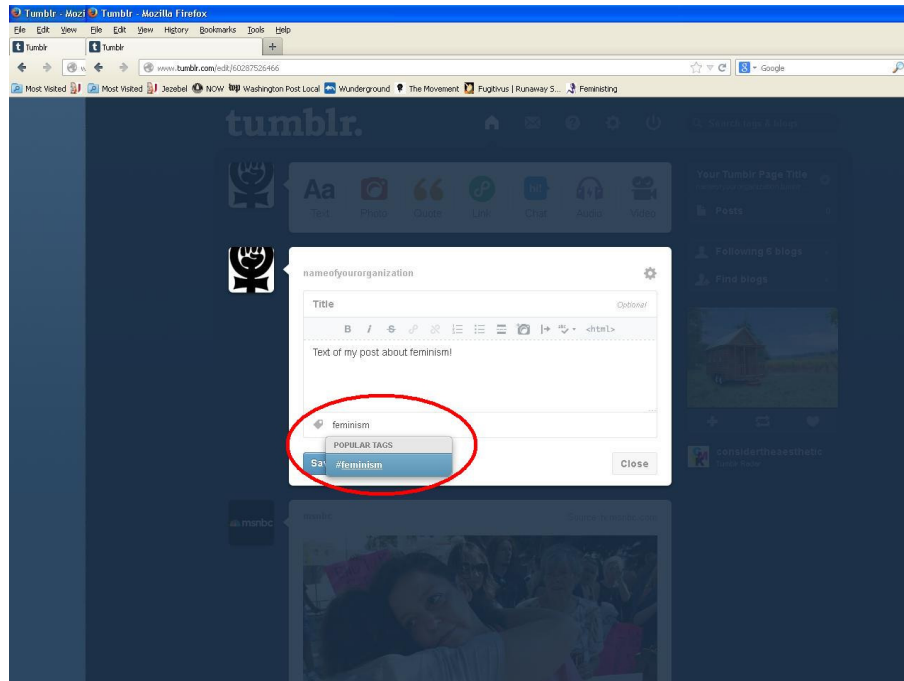 Tumblr - Mozi Tumblr - Mozilla Firefox
File Edit View File Edit View History Bookmarks Tools Help
Tumblr Tumblr +
w www.tumblr.com/edit/60287526466 Google
Most Visited J Most Visited Jezebel NOW wp Washington Post Local Wunderground The Movement Fugitivus | Runaway S... Feministing
tumblr.
Aa
Text Photo Quote Link Chat Audio Video
Your Tumblr Page Title
Posts
Following 6 blogs
Find blogs
nameofyourorganization
Title Optional
B i S <html>
Text of my post about feminism!
feminism
POPULAR TAGS
#feminism
Sav
Close
considertheaesthetic
msnbc